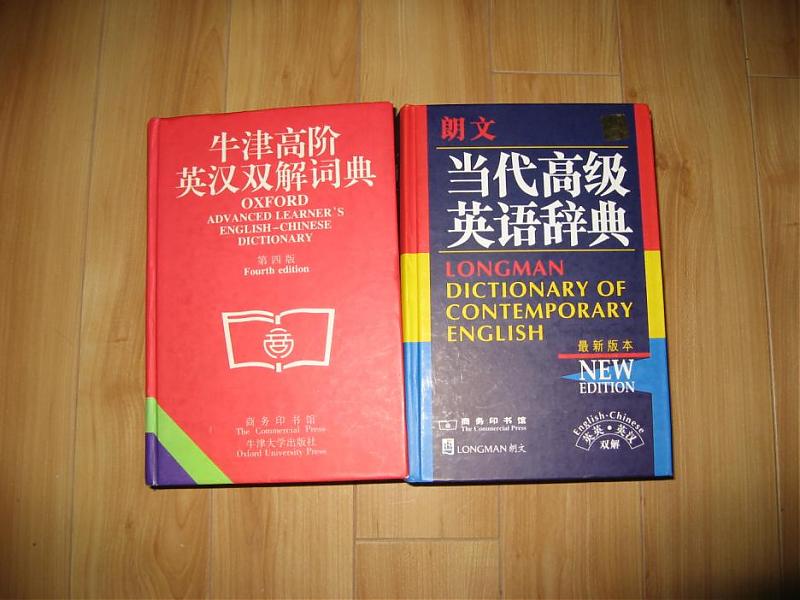 牛津高阶
英汉双解词典
OXFORD
ADVANCED LEARNER'S
ENGLISH-CHINESE
DICTIONARY
第四版
Fourth edition
商务印书馆
The Commercial Press
牛津大学出版社
Oxford University Press
朗文
当代高级
英语辞典
LONGMAN
DICTIONARY OF
CONTEMPORARY
ENGLISH
最新版本
NEW
EDITION
商务印书馆
The Commercial Press
LONGMAN 朗文
English-Chinese
英英·英汉
双解